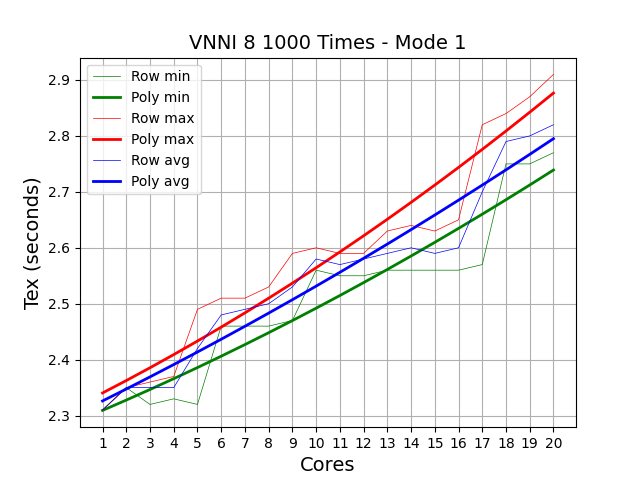 VNNI 8 1000 Times - Mode 1
Row min
Poly min
Row max
Poly max
Row avg
Poly avg
Tex (seconds)
2.9
2.8
2.7
2.6
2.5
2.4
2.3
1 2 3 4 5 6 7 8 9 10 11 12 13 14 15 16 17 18 19 20
Cores